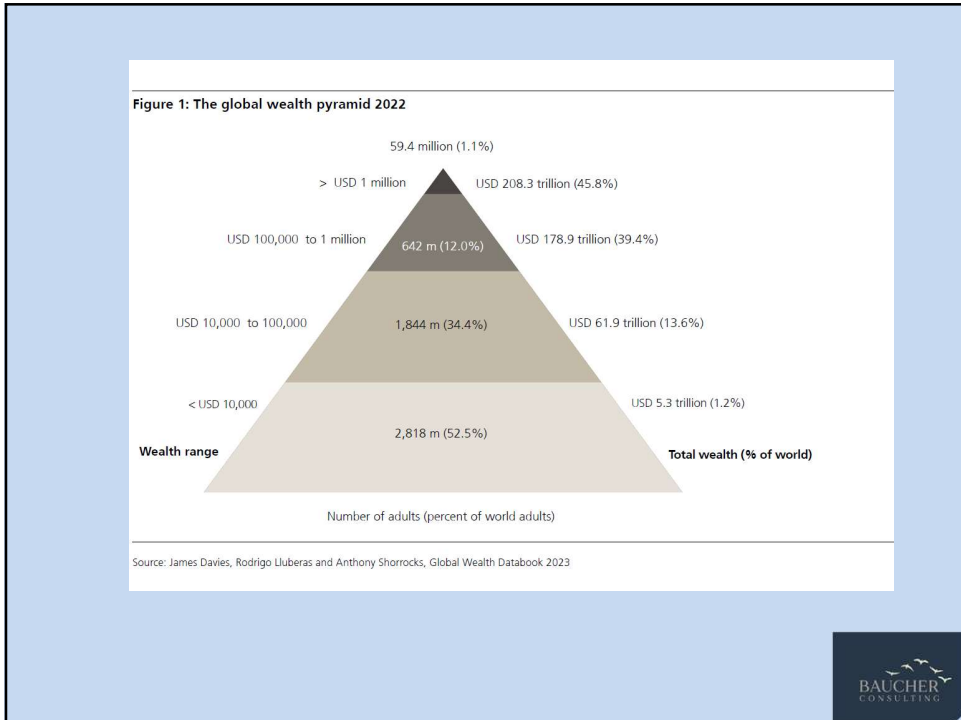 Figure 1: The global wealth pyramid 2022
59.4 million (1.1%)
> USD 1 million
USD 208.3 trillion (45.8%)
USD 100,000 to 1 million
642 m (12.0%)
USD 178.9 trillion (39.4%)
USD 10,000 to 100,000
1,844 m (34.4%)
USD 61.9 trillion (13.6%)
< USD 10,000
USD 5.3 trillion (1.2%)
2,818 m (52.5%)
Wealth range
Total wealth (% of world)
Number of adults (percent of world adults)
Source: James Davies, Rodrigo Lluberas and Anthony Shorrocks, Global Wealth Databook 2023
BAUCHER
CONSULTING